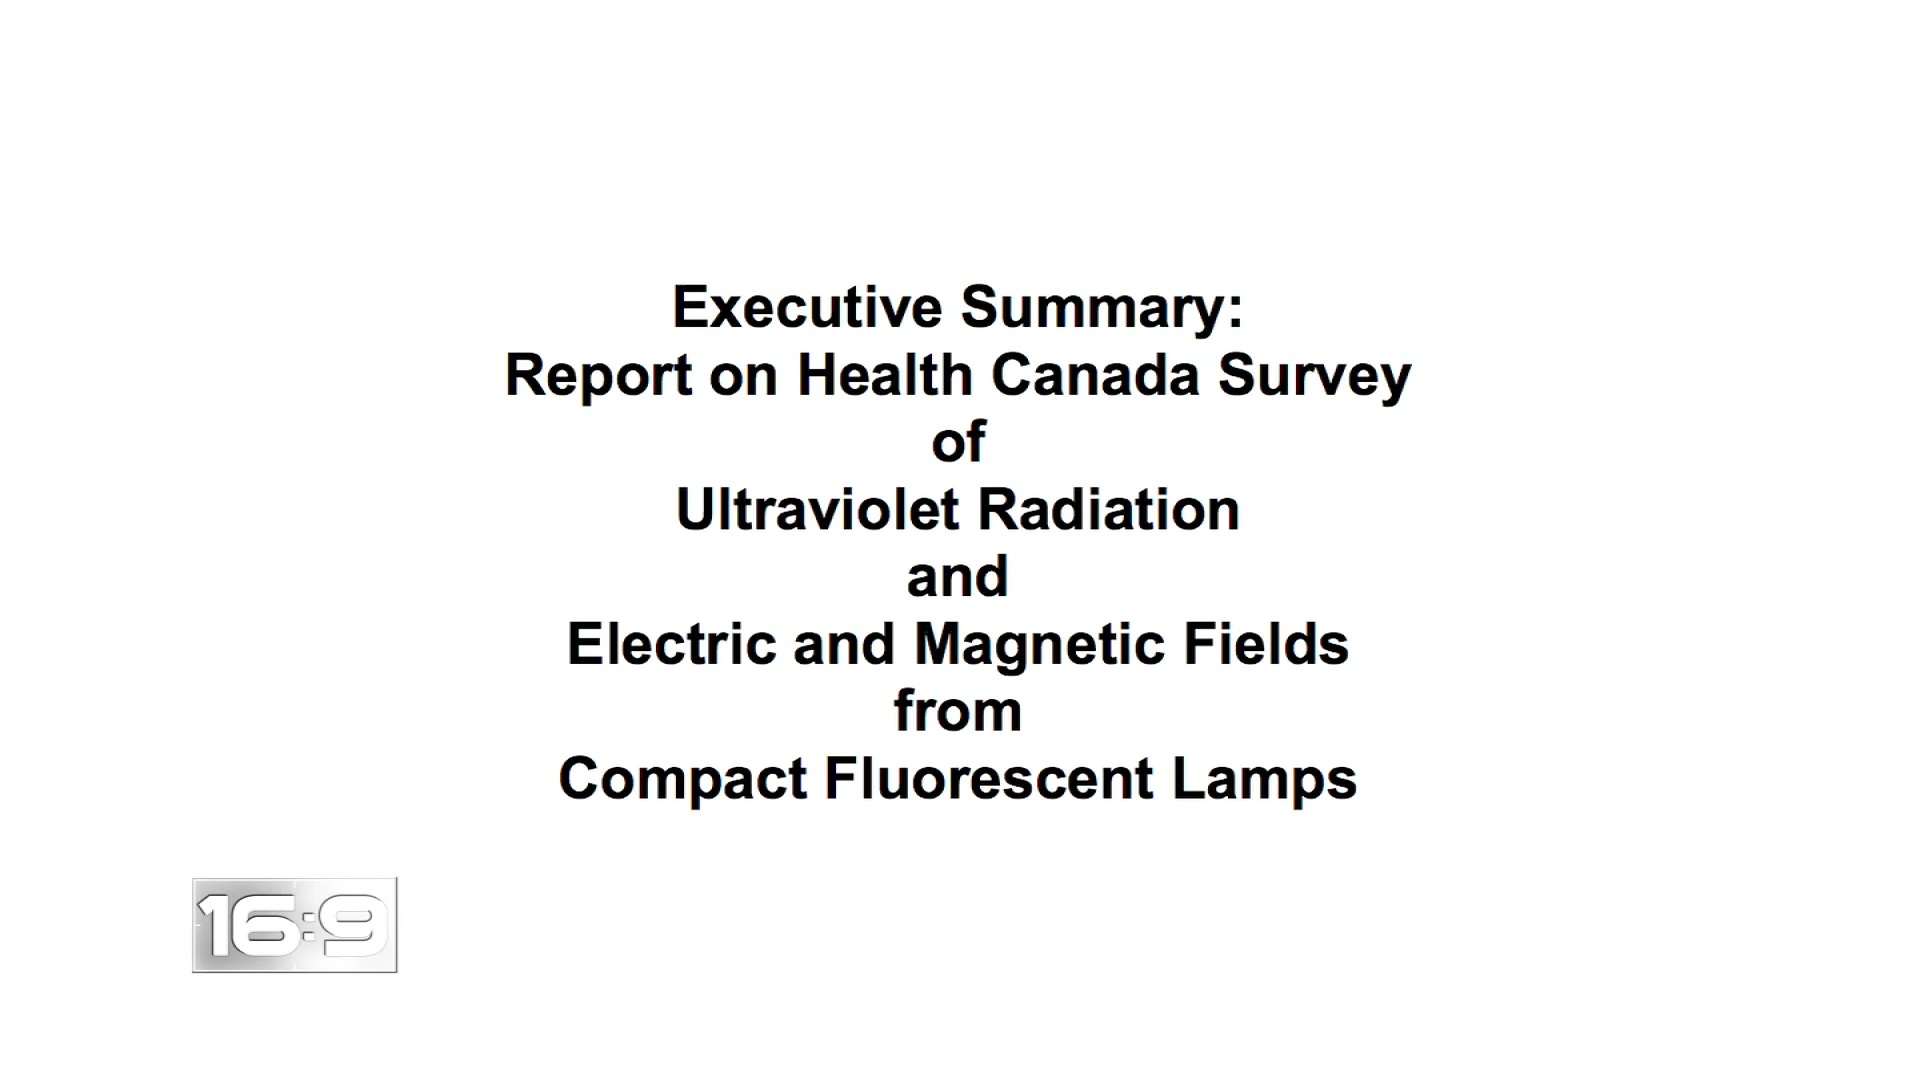 Executive Summary:
Report on Health Canada Survey
of
Ultraviolet Radiation
and
Electric and Magnetic Fields
from
Compact Fluorescent Lamps
16:9